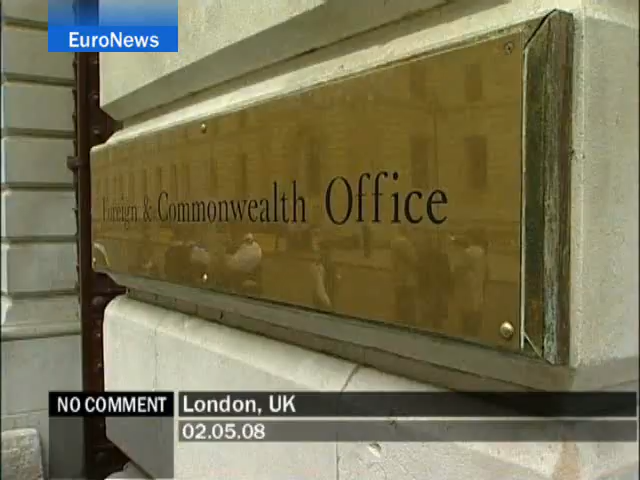 EuroNews
Foreign & Commonwealth Office
NO COMMENT
London, UK
02.05.08